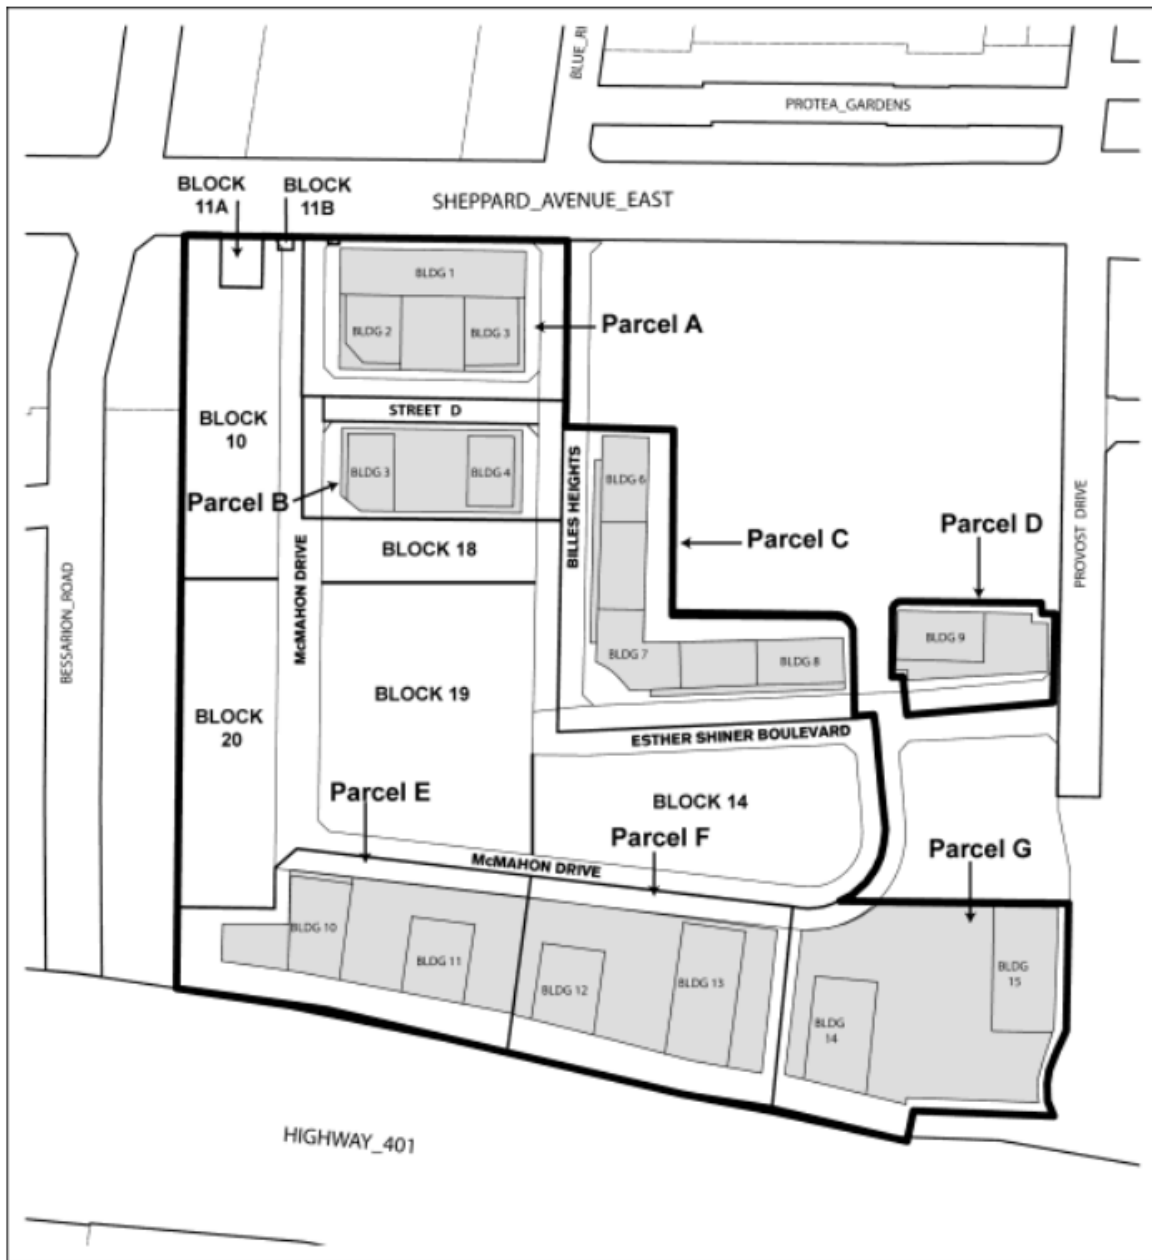 BLUE_RI
PROTEA_GARDENS
BLOCK
11A
BLOCK
11B
SHEPPARD_AVENUE_EAST
BLDG 1
BLDG 2
BLDG 3
Parcel A
STREET D
BLOCK
10
BLDG 3
BLDG 4
Parcel B
BILLES HEIGHTS
BLDG 6
Parcel C
Parcel D
PROVOST DRIVE
BLOCK 18
McMAHON DRIVE
BESSARION_ROAD
BLDG 7
BLDG 8
BLDG 9
BLOCK 19
BLOCK
20
ESTHER SHINER BOULEVARD
Parcel E
BLOCK 14
Parcel F
Parcel G
McMAHON DRIVE
BLDG 10
BLDG 11
BLDG 12
BLDG 13
BLDG
14
BLDG
15
HIGHWAY_401